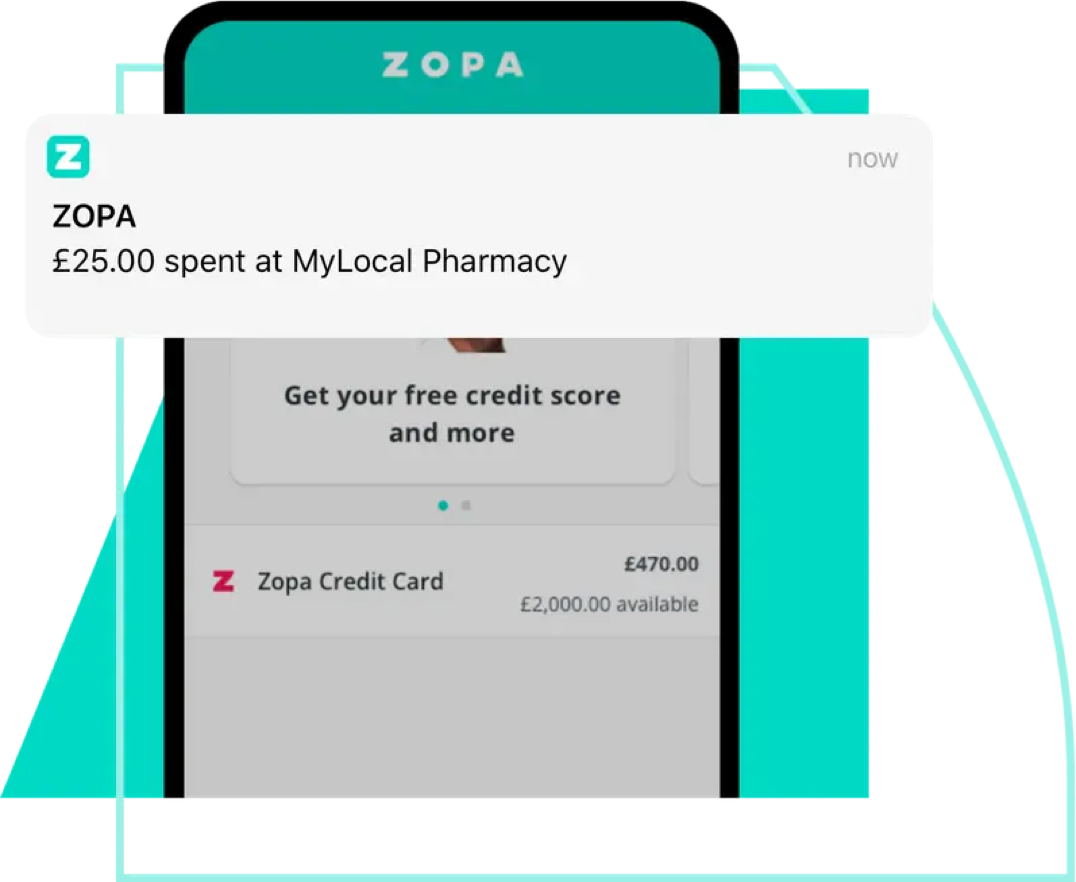 ZOPA
now
ZOPA
£25.00 spent at MyLocal Pharmacy
Get your free credit score
and more
Zopa Credit Card
£470.00
£2,000.00 available